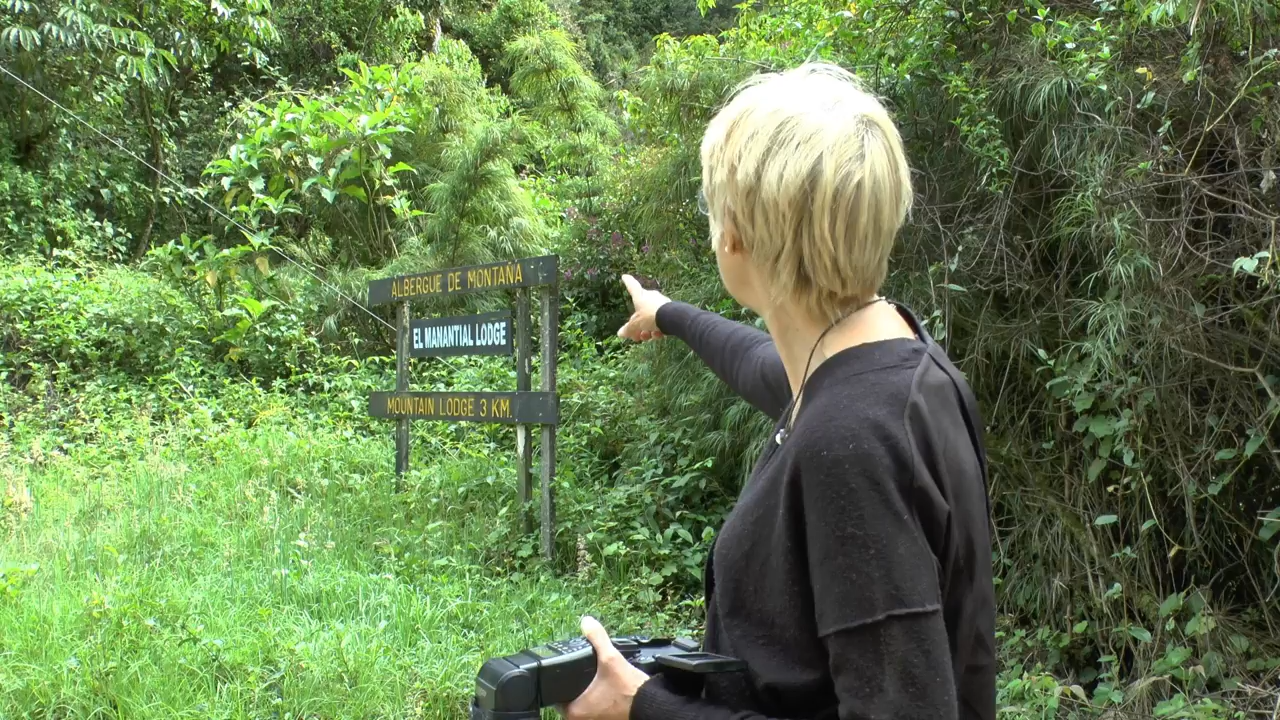 ALBERGUE DE MONTAÑA
EL MANANTIAL LODGE
MOUNTAIN LODGE 3 KM.